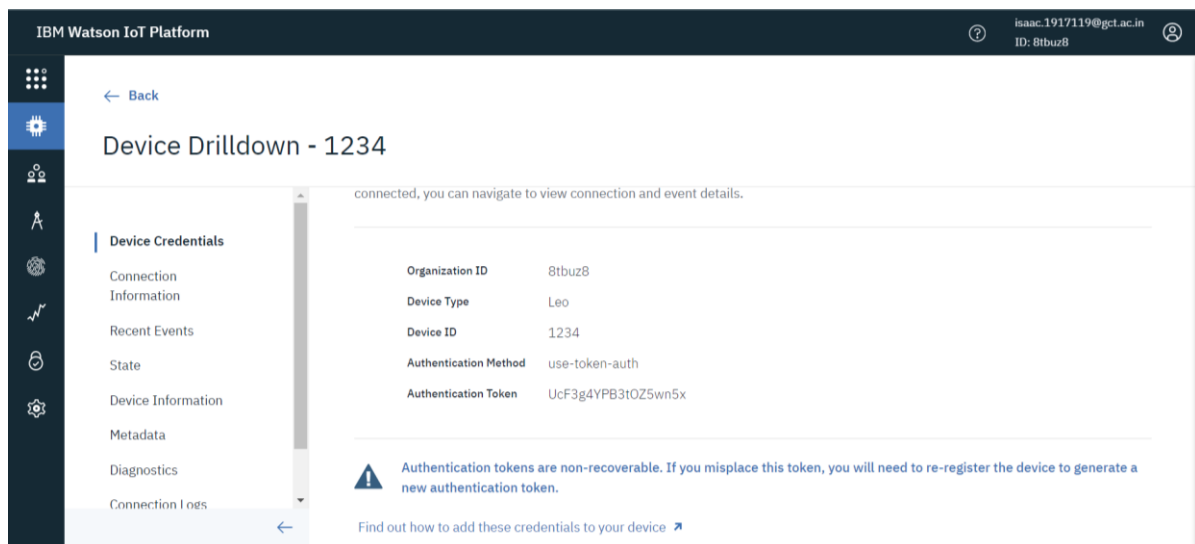 IBM Watson IoT Platform
isaac.1917119@gct.ac.in
ID: 8tbuz8
← Back
Device Drilldown - 1234
Device Credentials
Connection
Information
Recent Events
State
Device Information
Metadata
Diagnostics
Connection Logs
connected, you can navigate to view connection and event details.
Organization ID 8tbuz8
Device Type Leo
Device ID 1234
Authentication Method use-token-auth
Authentication Token UcF3g4YPB3tOZ5wn5x
Authentication tokens are non-recoverable. If you misplace this token, you will need to re-register the device to generate a
new authentication token.
Find out how to add these credentials to your device